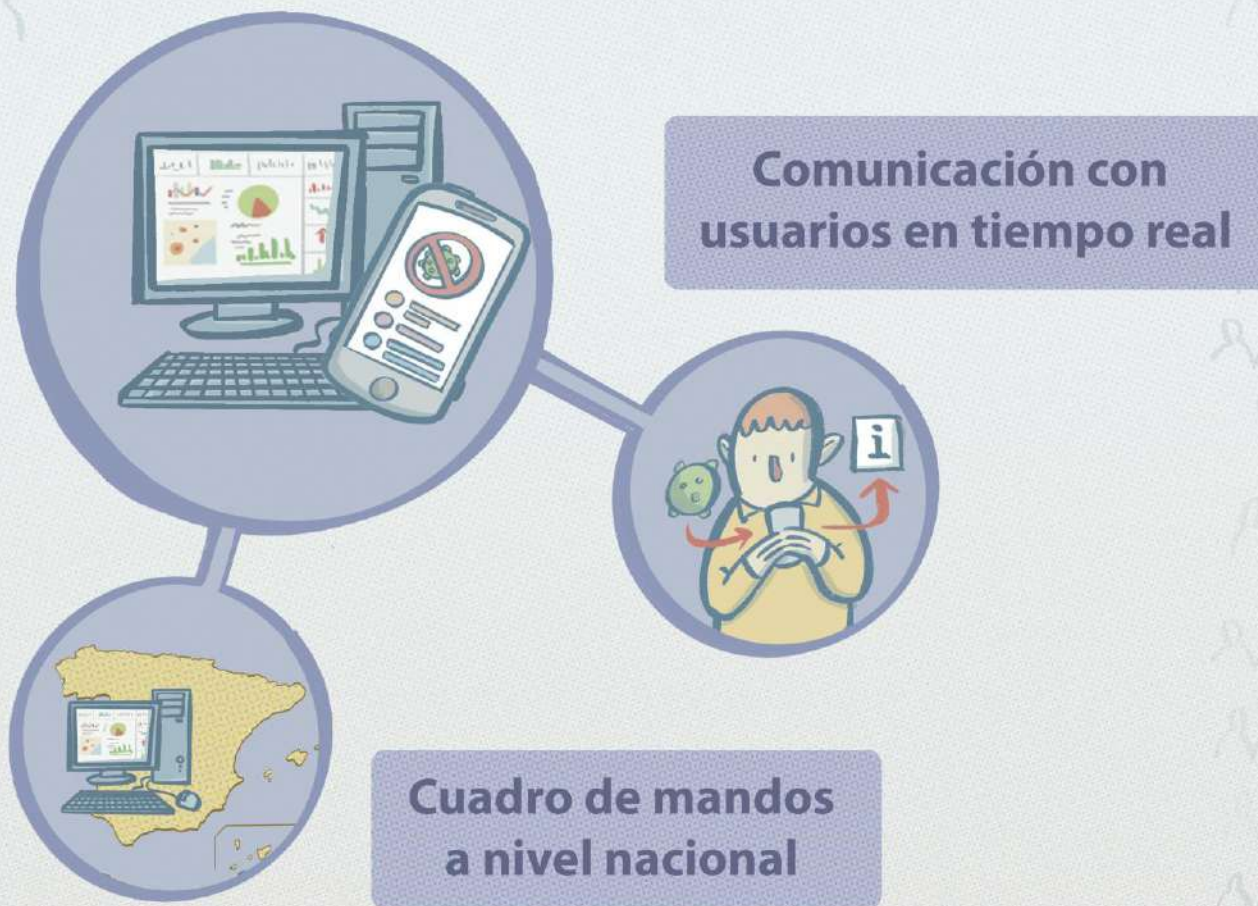 Comunicación con
usuarios en tiempo real
i
Cuadro de mandos
a nivel nacional